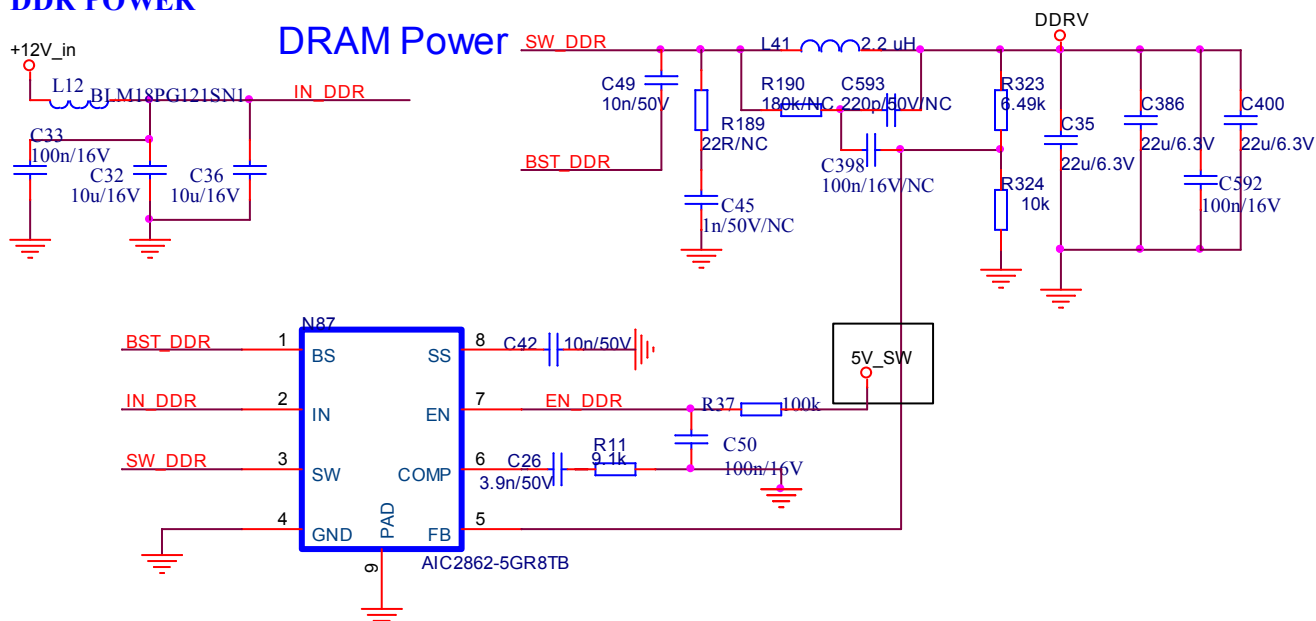 DDR POWER
DRAM Power
+12V_in
L12
BLM18PG121SN1
IN_DDR
C33
100n/16V
C32
10u/16V
C36
10u/16V
SW_DDR
C49
10n/50V
BST_DDR
R189
22R/NC
C45
1n/50V/NC
L41
2.2 uH
R190
180k/NC
C593
220p/50V/NC
C398
100n/16V/NC
DDRV
R323
6.49k
R324
10k
C35
22u/6.3V
C386
22u/6.3V
C592
100n/16V
C400
22u/6.3V
N87
BST_DDR
1
BS
IN_DDR
2
IN
SW_DDR
3
SW
4
GND
PAD
9
SS
8
C42
10n/50V
EN
7
EN_DDR
R37
100k
5V_SW
C50
100n/16V
COMP
6
C26
3.9n/50V
R11
9.1k
FB
5
AIC2862-5GR8TB